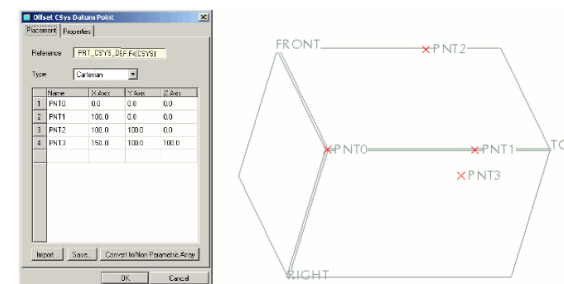 Offset CSys Datum Point
Placement Properties
Reference PRT_CSYS_DEF:F4(CSYS)
Type Cartesian
Name X Axis Y Axis Z Axis
1 PNT0 0.0 0.0 0.0
2 PNT1 100.0 0.0 0.0
3 PNT2 100.0 100.0 0.0
4 PNT3 150.0 100.0 100.0
Import... Save... Convert to Non Parametric Array
OK Cancel
FRONT
PNT2
PNT0
PNT1
TO
PNT3
RIGHT